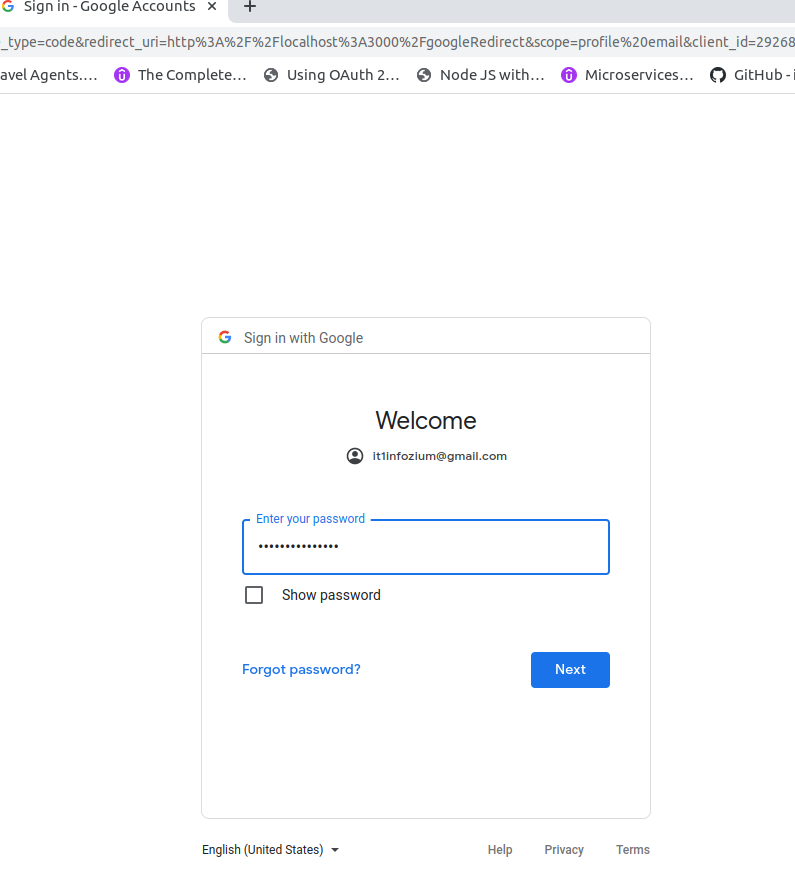 Sign in - Google Accounts
_type=code&redirect_uri=http%3A%2F%2Flocalhost%3A3000%2FgoogleRedirect&scope=profile%20email&client_id=29268
avel Agents.... The Complete... Using OAuth 2... Node JS with... Microservices... GitHub - i
Sign in with Google
Welcome
it1infozium@gmail.com
Enter your password
•••••••••••••••
Show password
Forgot password? Next
English (United States) Help Privacy Terms